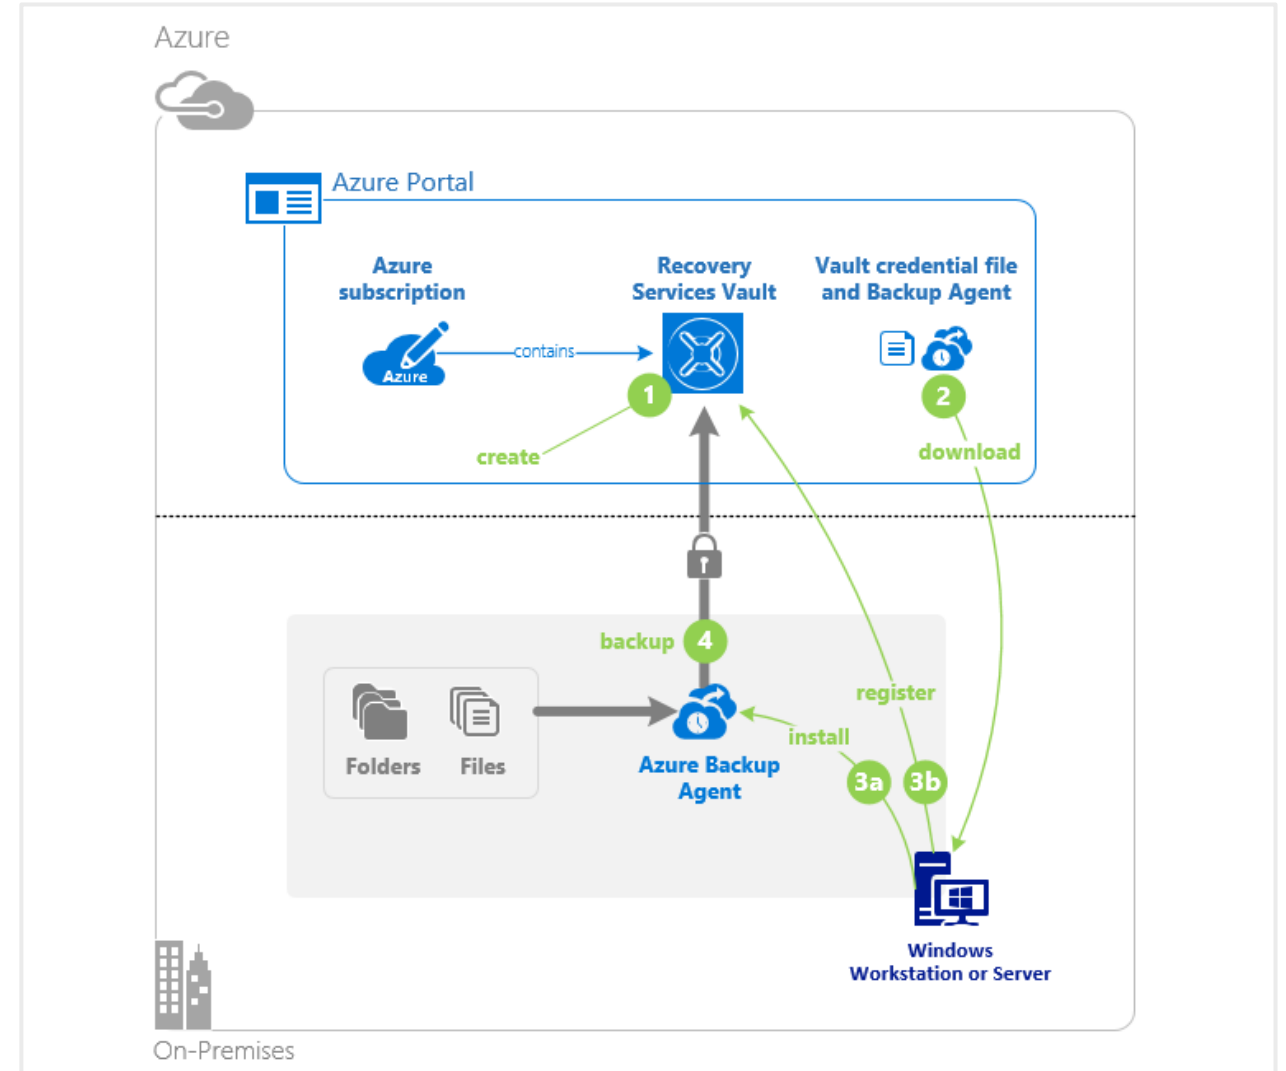 Azure
Azure Portal
Azure
subscription
Recovery
Services Vault
Vault credential file
and Backup Agent
contains
Azure
1
2
create
download
backup
4
register
install
Folders
Files
Azure Backup
Agent
3a
3b
Windows
Workstation or Server
On-Premises